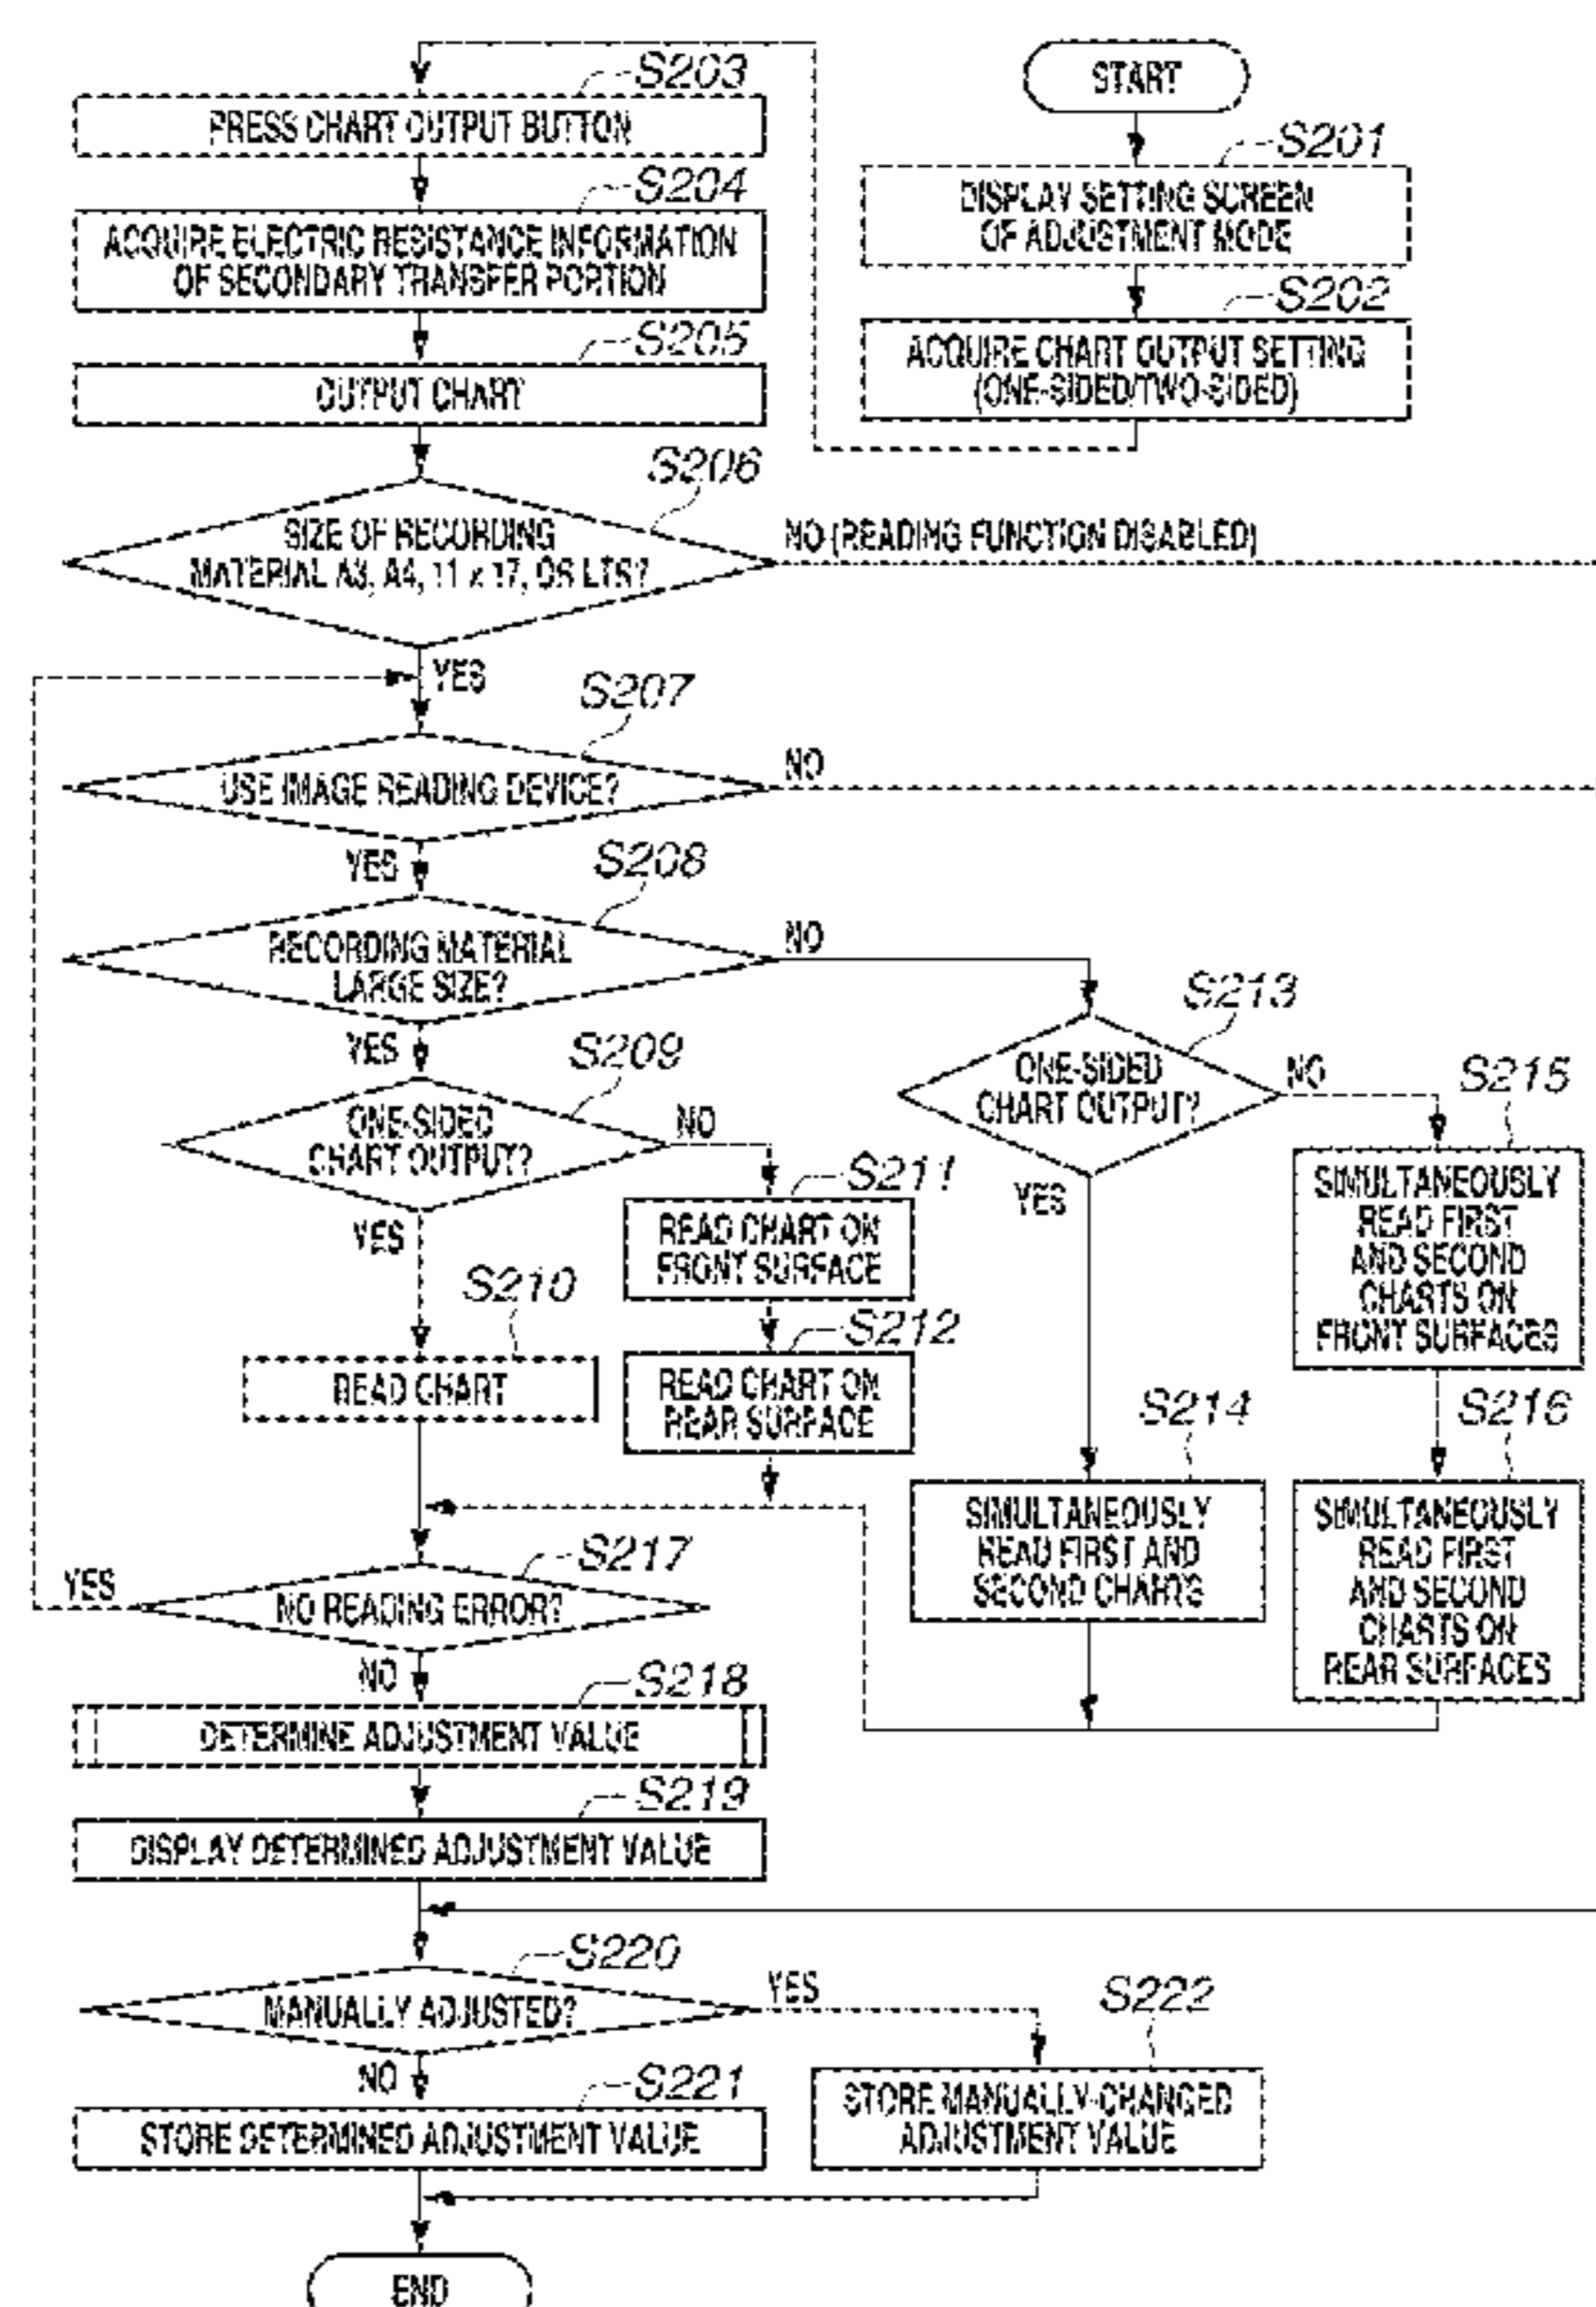 START
S201
DISPLAY SETTING SCREEN
OF ADJUSTMENT MODE
S202
ACQUIRE CHART OUTPUT SETTING
(ONE-SIDED/TWO-SIDED)
S203
PRESS CHART OUTPUT BUTTON
S204
ACQUIRE ELECTRIC RESISTANCE INFORMATION
OF SECONDARY TRANSFER PORTION
S205
OUTPUT CHART
S206
SIZE OF RECORDING
MATERIAL A3, A4, 11 x 17, OR LTR?
NO (READING FUNCTION DISABLED)
YES
S207
USE IMAGE READING DEVICE?
NO
YES
S208
RECORDING MATERIAL
LARGE SIZE?
NO
YES
S209
ONE-SIDED
CHART OUTPUT?
NO
YES
S210
READ CHART
S211
READ CHART ON
FRONT SURFACE
S212
READ CHART ON
REAR SURFACE
S213
ONE-SIDED
CHART OUTPUT?
NO
YES
S214
SIMULTANEOUSLY
READ FIRST AND
SECOND CHARTS
S215
SIMULTANEOUSLY
READ FIRST
AND SECOND
CHARTS ON
FRONT SURFACES
S216
SIMULTANEOUSLY
READ FIRST
AND SECOND
CHARTS ON
REAR SURFACES
S217
NO READING ERROR?
YES
NO
S218
DETERMINE ADJUSTMENT VALUE
S219
DISPLAY DETERMINED ADJUSTMENT VALUE
S220
MANUALLY ADJUSTED?
YES
NO
S221
STORE DETERMINED ADJUSTMENT VALUE
S222
STORE MANUALLY-CHANGED
ADJUSTMENT VALUE
END